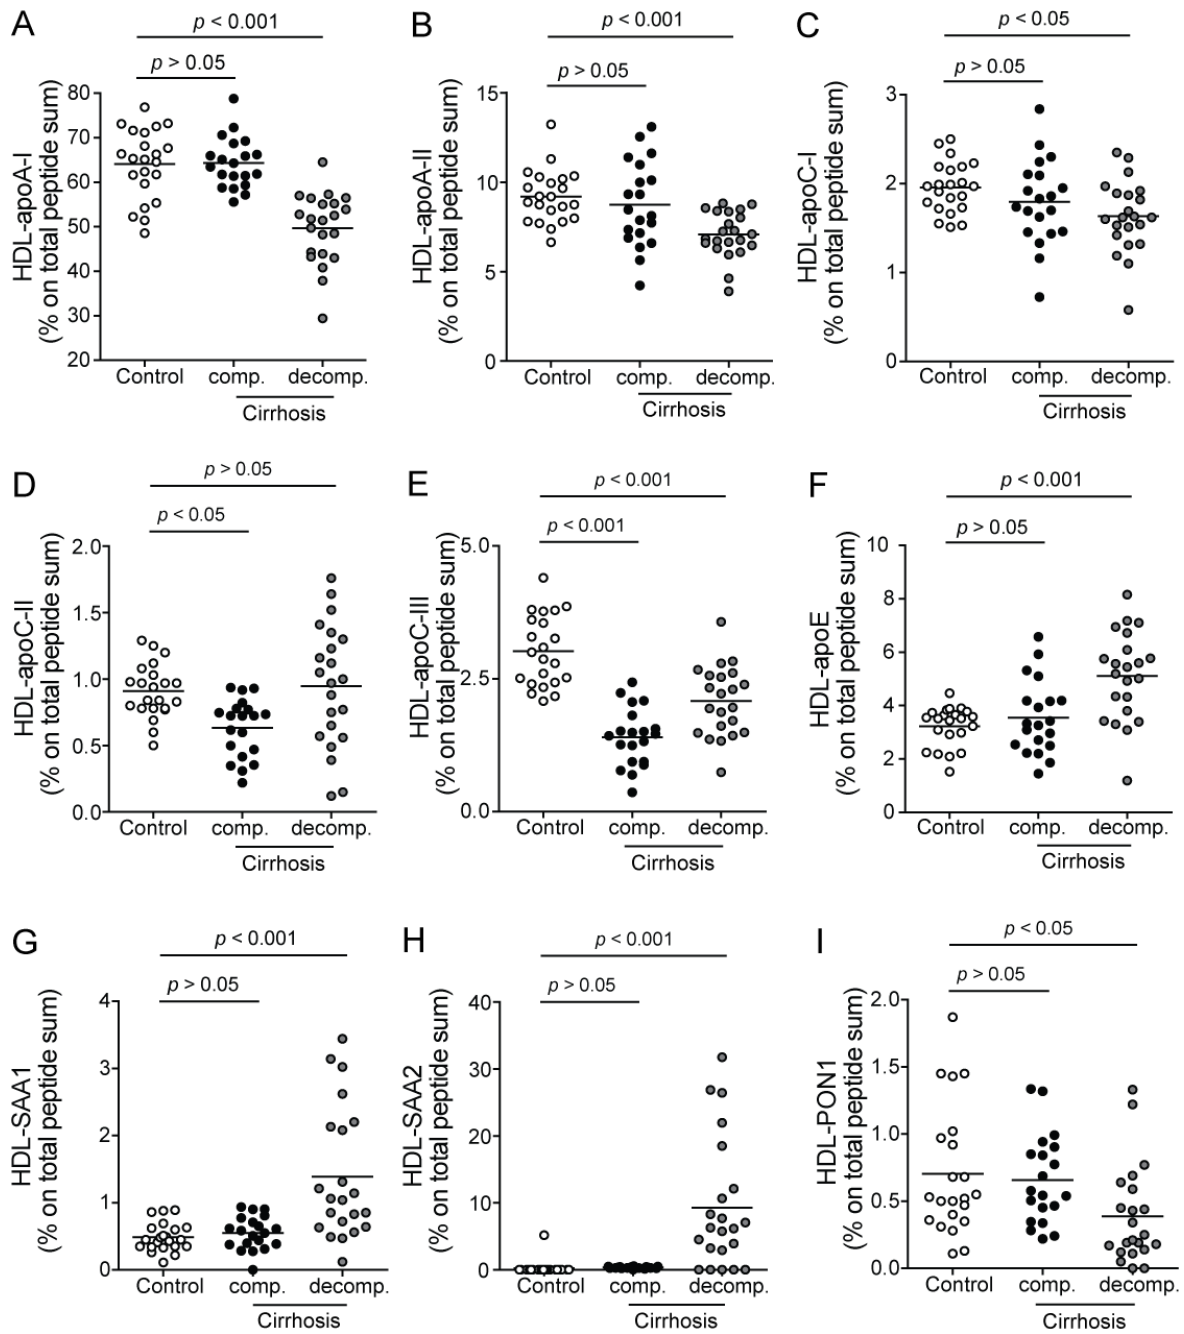 A
p < 0.001
p > 0.05
HDL-apoA-I
(% on total peptide sum)
80
70
60
50
40
30
20
Control
comp.
decomp.
Cirrhosis
B
p < 0.001
p > 0.05
HDL-apoA-II
(% on total peptide sum)
15
10
5
0
Control
comp.
decomp.
Cirrhosis
C
p < 0.05
p > 0.05
HDL-apoC-I
(% on total peptide sum)
3
2
1
0
Control
comp.
decomp.
Cirrhosis
D
p > 0.05
p < 0.05
HDL-apoC-II
(% on total peptide sum)
2.0
1.5
1.0
0.5
0.0
Control
comp.
decomp.
Cirrhosis
E
p < 0.001
p < 0.001
HDL-apoC-III
(% on total peptide sum)
5.0
2.5
0.0
Control
comp.
decomp.
Cirrhosis
F
p < 0.001
p > 0.05
HDL-apoE
(% on total peptide sum)
10
8
6
4
2
0
Control
comp.
decomp.
Cirrhosis
G
p < 0.001
p > 0.05
HDL-SAA1
(% on total peptide sum)
4
3
2
1
0
Control
comp.
decomp.
Cirrhosis
H
p < 0.001
p > 0.05
HDL-SAA2
(% on total peptide sum)
40
30
20
10
0
Control
comp.
decomp.
Cirrhosis
I
p < 0.05
p > 0.05
HDL-PON1
(% on total peptide sum)
2.0
1.5
1.0
0.5
0.0
Control
comp.
decomp.
Cirrhosis